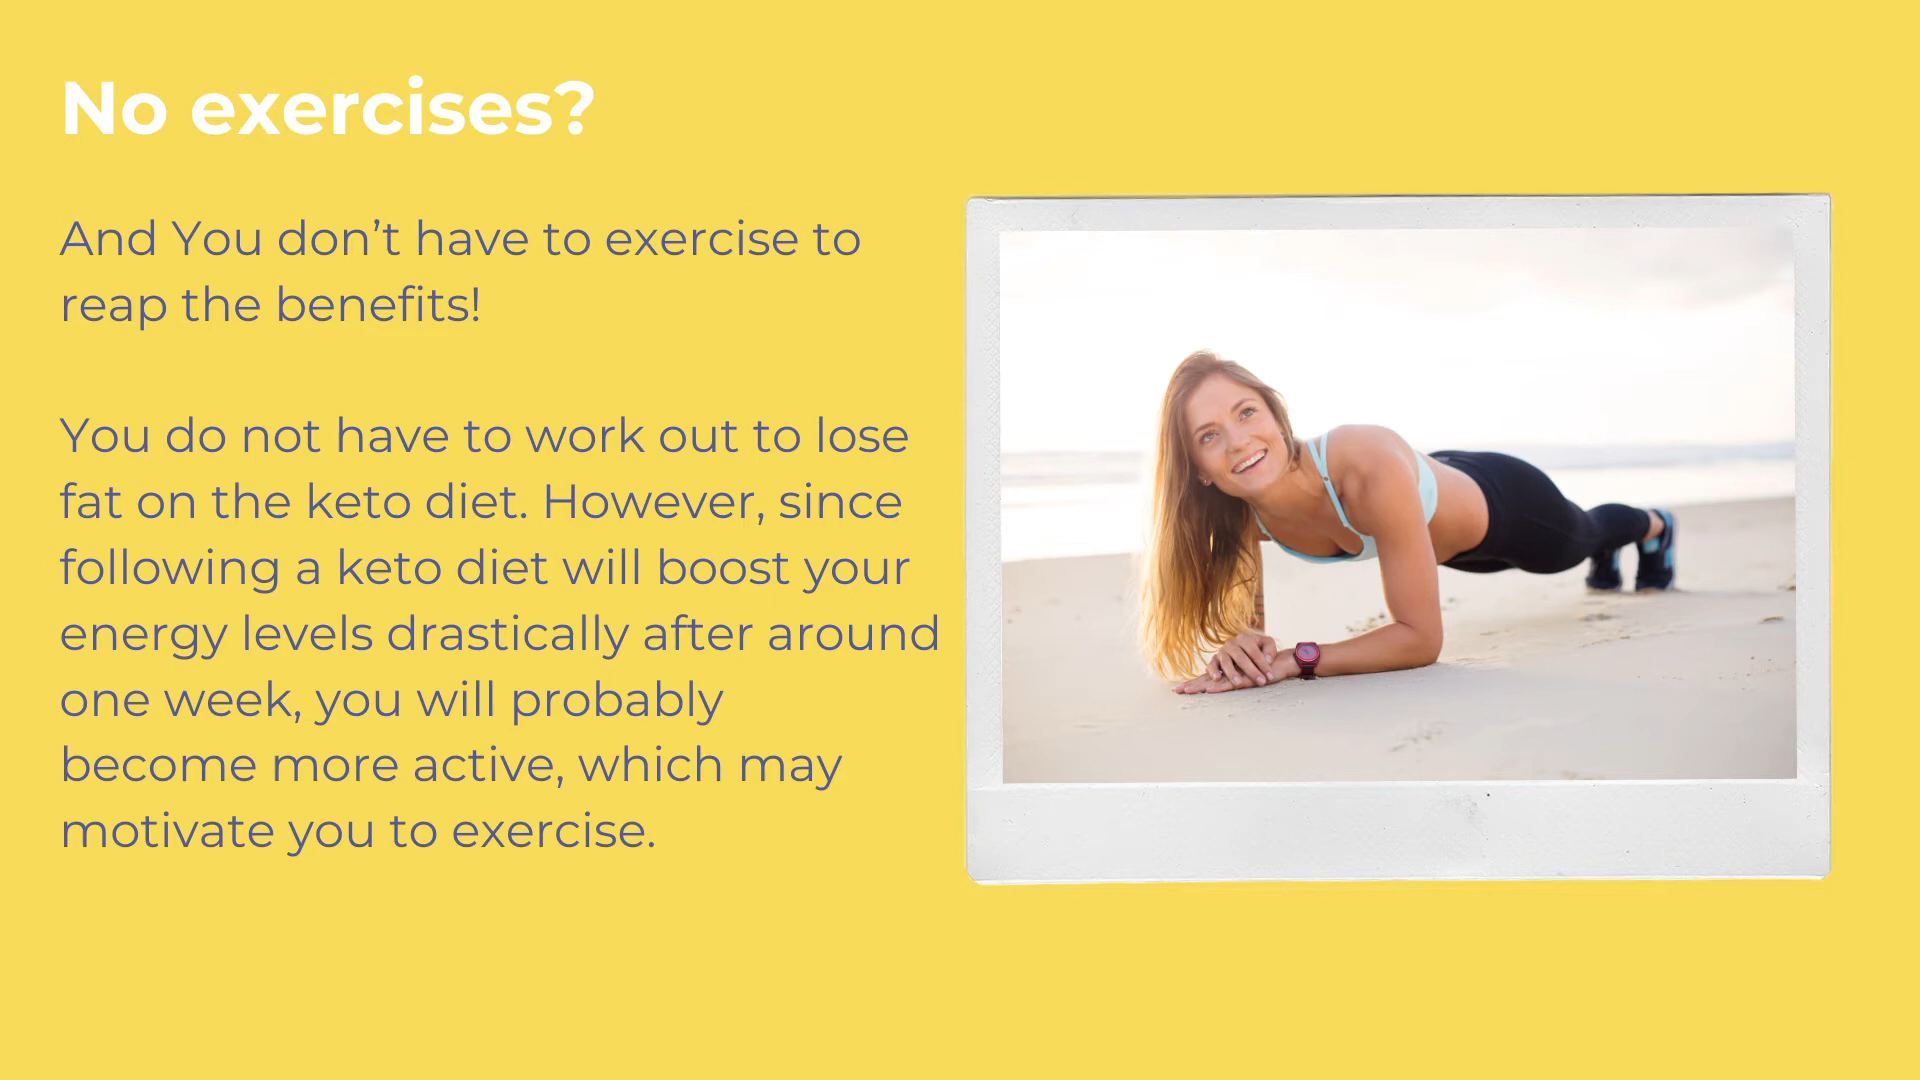 No exercises?
And You don’t have to exercise to
reap the benefits!
You do not have to work out to lose
fat on the keto diet. However, since
following a keto diet will boost your
energy levels drastically after around
one week, you will probably
become more active, which may
motivate you to exercise.